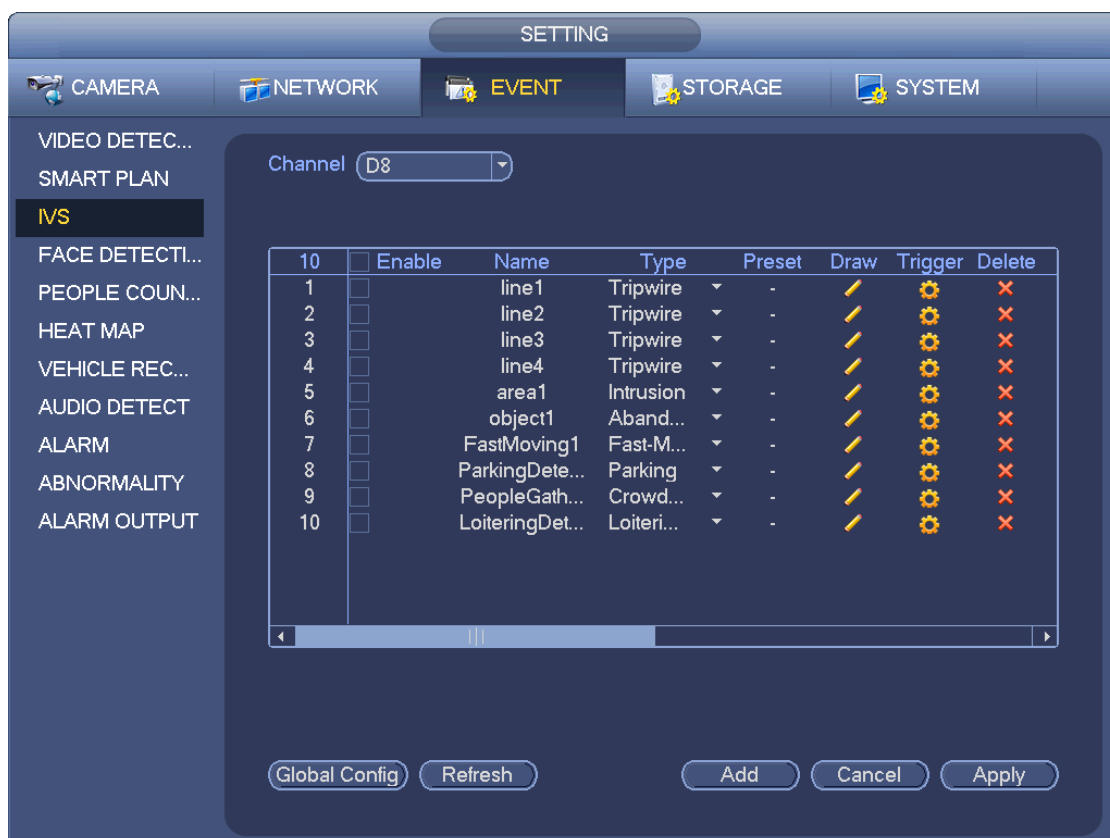 SETTING
CAMERA NETWORK EVENT STORAGE SYSTEM
VIDEO DETEC...
SMART PLAN
IVS
FACE DETECTI...
PEOPLE COUN...
HEAT MAP
VEHICLE REC...
AUDIO DETECT
ALARM
ABNORMALITY
ALARM OUTPUT
Channel D8
10 Enable Name Type Preset Draw Trigger Delete
1 line1 Tripwire -
2 line2 Tripwire -
3 line3 Tripwire -
4 line4 Tripwire -
5 area1 Intrusion -
6 object1 Aband... -
7 FastMoving1 Fast-M... -
8 ParkingDete... Parking -
9 PeopleGath... Crowd... -
10 LoiteringDet... Loiteri... -
Global Config Refresh Add Cancel Apply